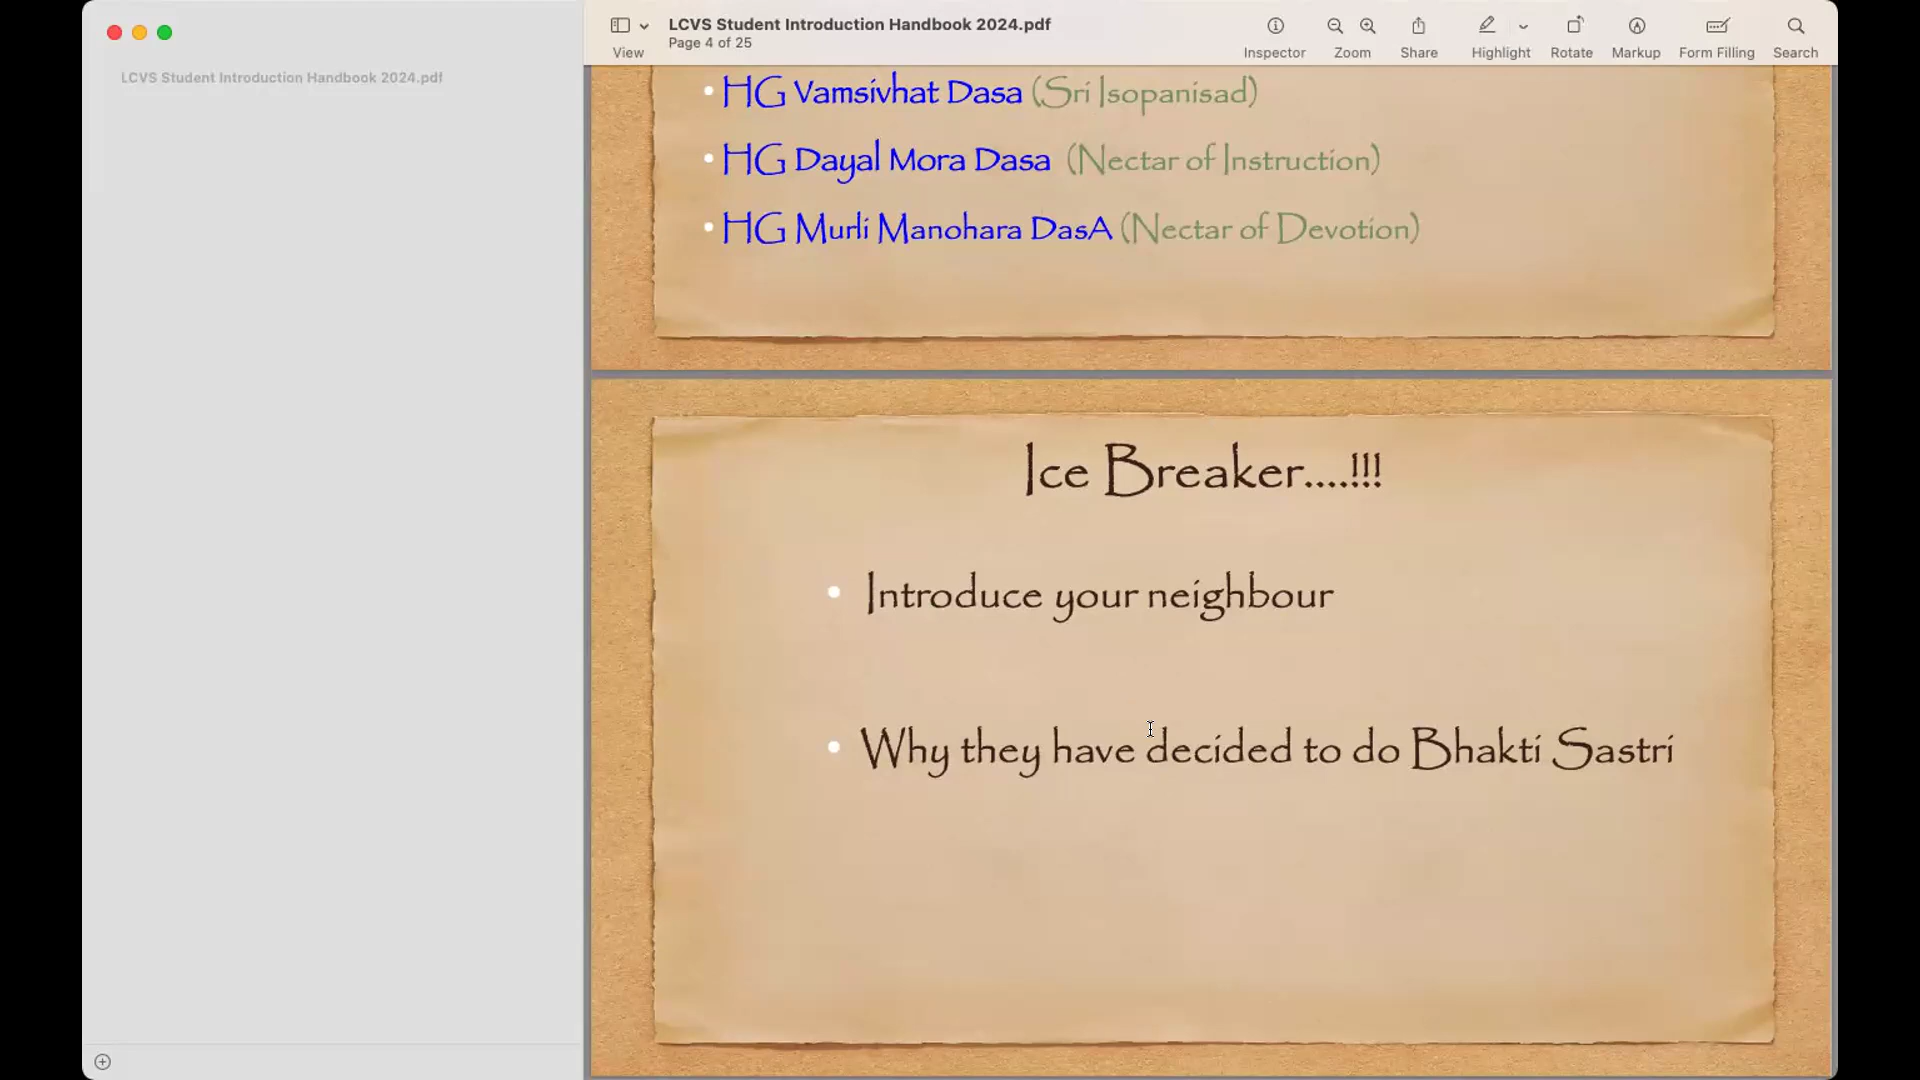 LCVS Student Introduction Handbook 2024.pdf
Page 4 of 25
View
Inspector
Zoom
Share
Highlight
Rotate
Markup
Form Filling
Search
LCVS Student Introduction Handbook 2024.pdf
• HG Vamsivhat Dasa (Sri Isopanisad)
• HG Dayal Mora Dasa (Nectar of Instruction)
• HG Murli Manohara DasA (Nectar of Devotion)
Ice Breaker....!!!
• Introduce your neighbour
• Why they have decided to do Bhakti Sastri